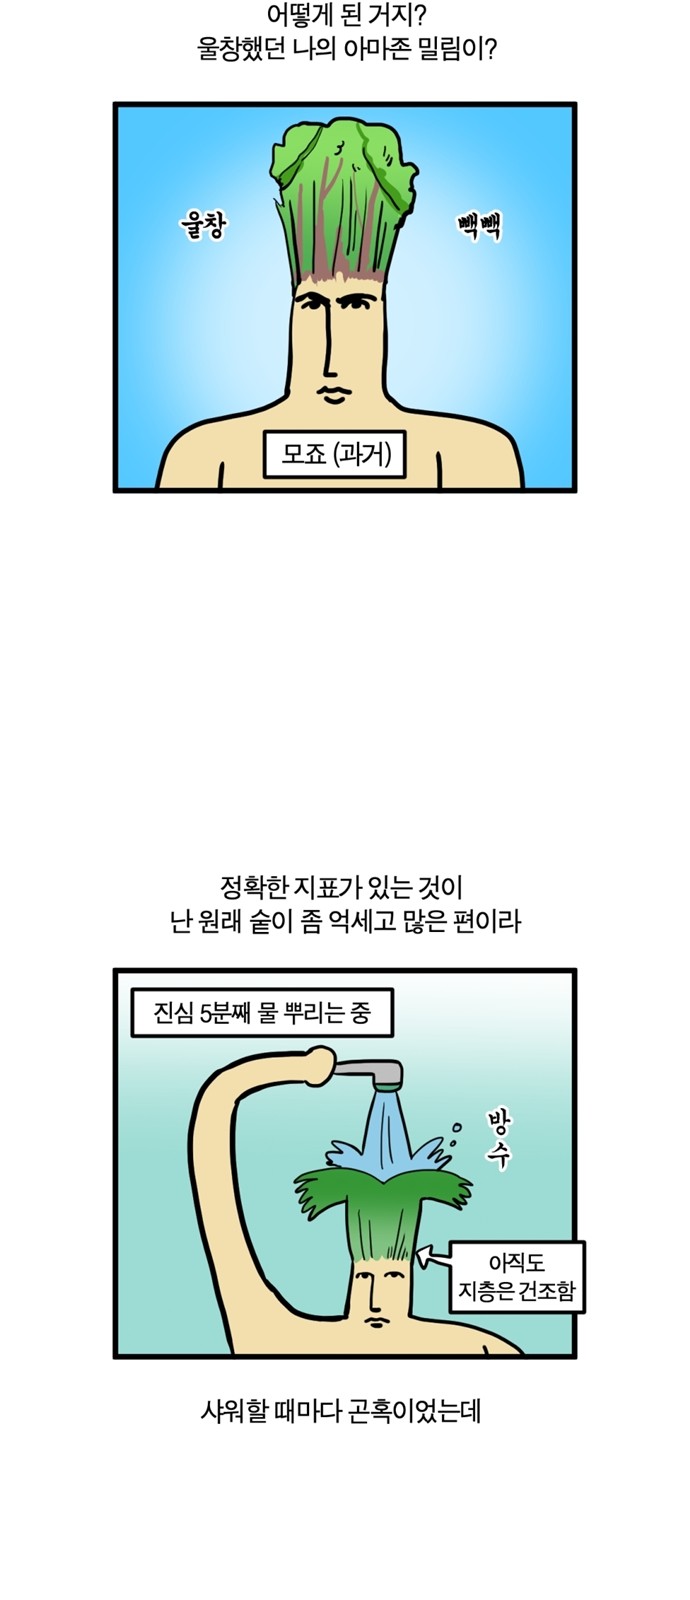 어떻게 된 거지?
울창했던 나의 아마존 밀림이?
울창
빽빽
모죠 (과거)
정확한 지표가 있는 것이
난 원래 숱이 좀 억세고 많은 편이라
진심 5분째 물 뿌리는 중
방수
아직도
지층은 건조함
샤워할 때마다 곤혹이었는데